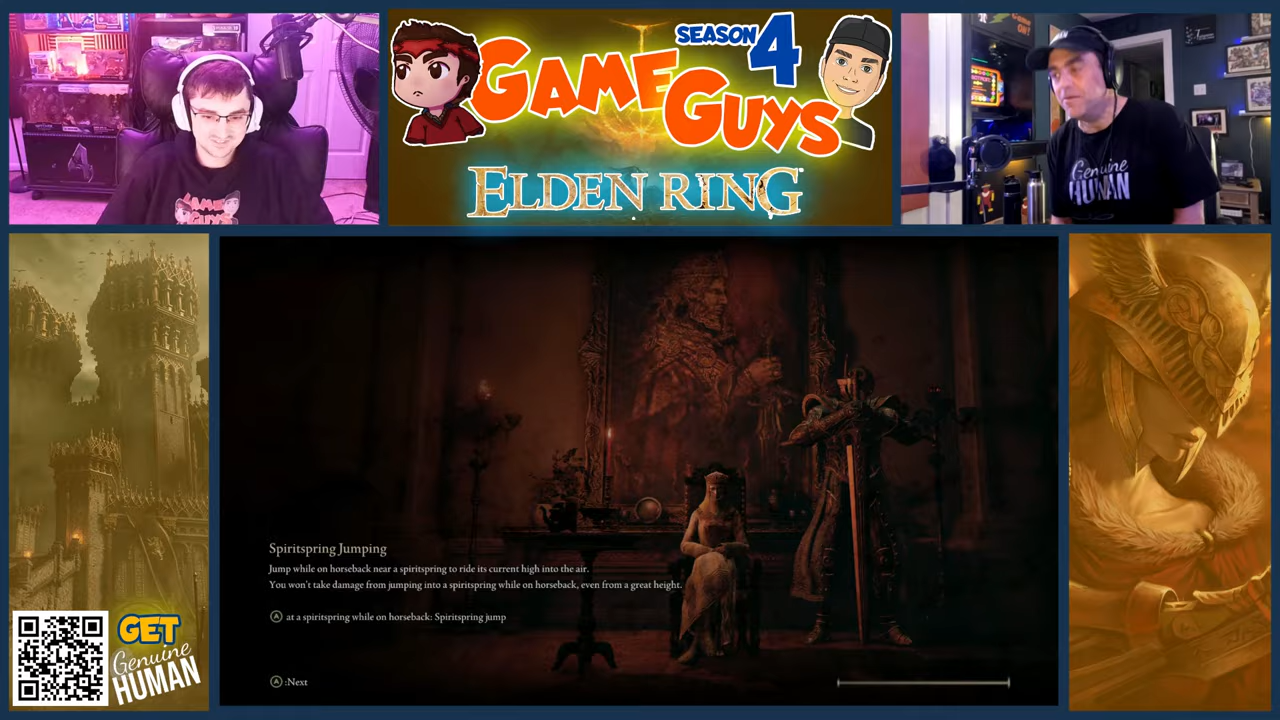 SEASON 4
GAME
GUYS
ELDEN RING
Genuine
HUMAN
GAME
GUYS
Spiritspring Jumping
Jump while on horseback near a spiritspring to ride its current high into the air.
You won't take damage from jumping into a spiritspring while on horseback, even from a great height.
A at a spiritspring while on horseback: Spiritspring jump
A :Next
GET
Genuine
HUMAN